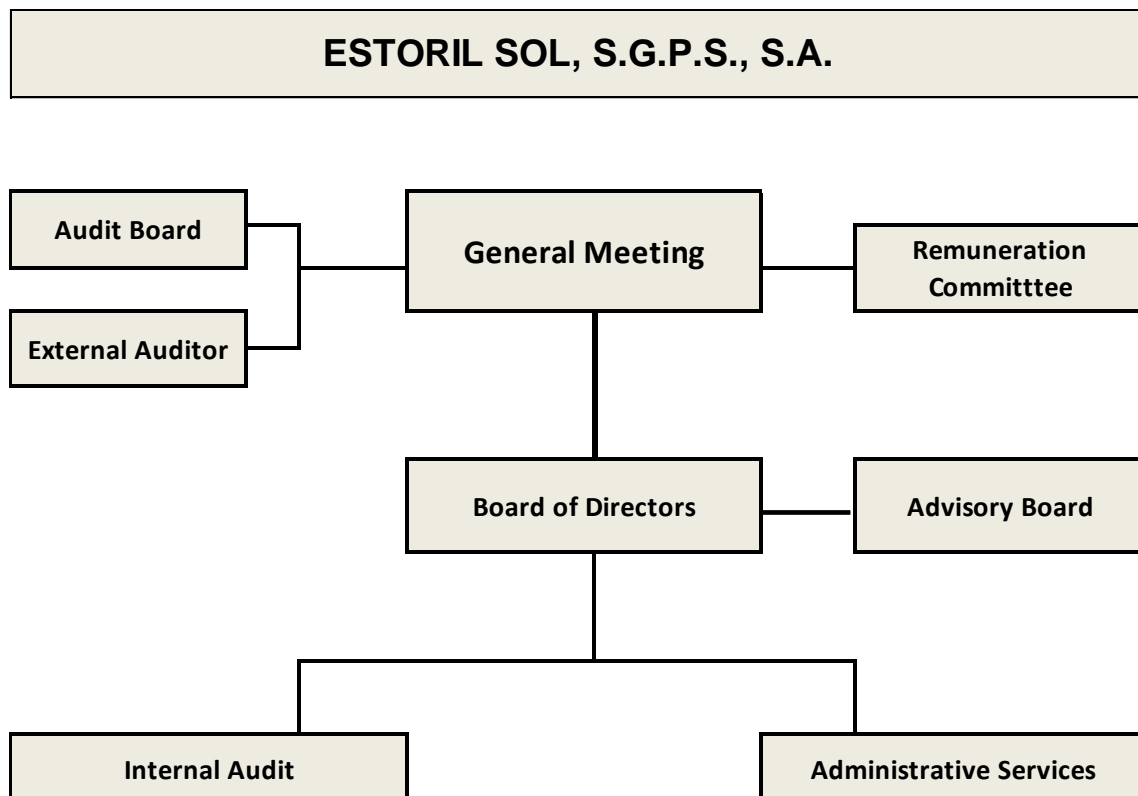 ESTORIL SOL, S.G.P.S., S.A.
Audit Board
General Meeting
Remuneration
Committtee
External Auditor
Board of Directors
Advisory Board
Internal Audit
Administrative Services